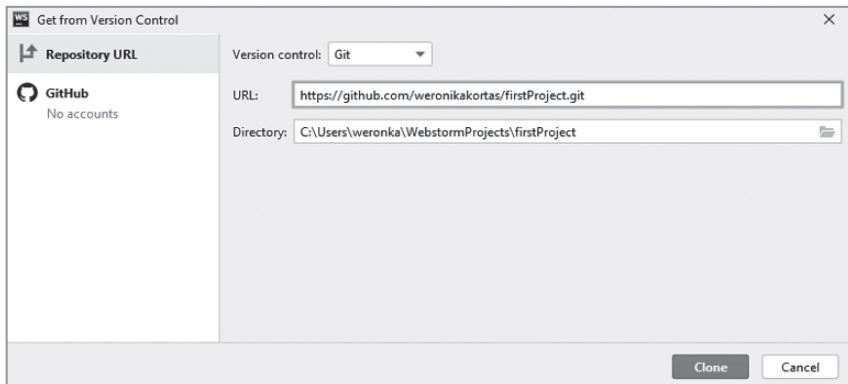 WS Get from Version Control
Repository URL
GitHub
No accounts
Version control: Git
URL: https://github.com/weronikakortas/firstProject.git
Directory: C:\Users\weronka\WebstormProjects\firstProject
Clone Cancel